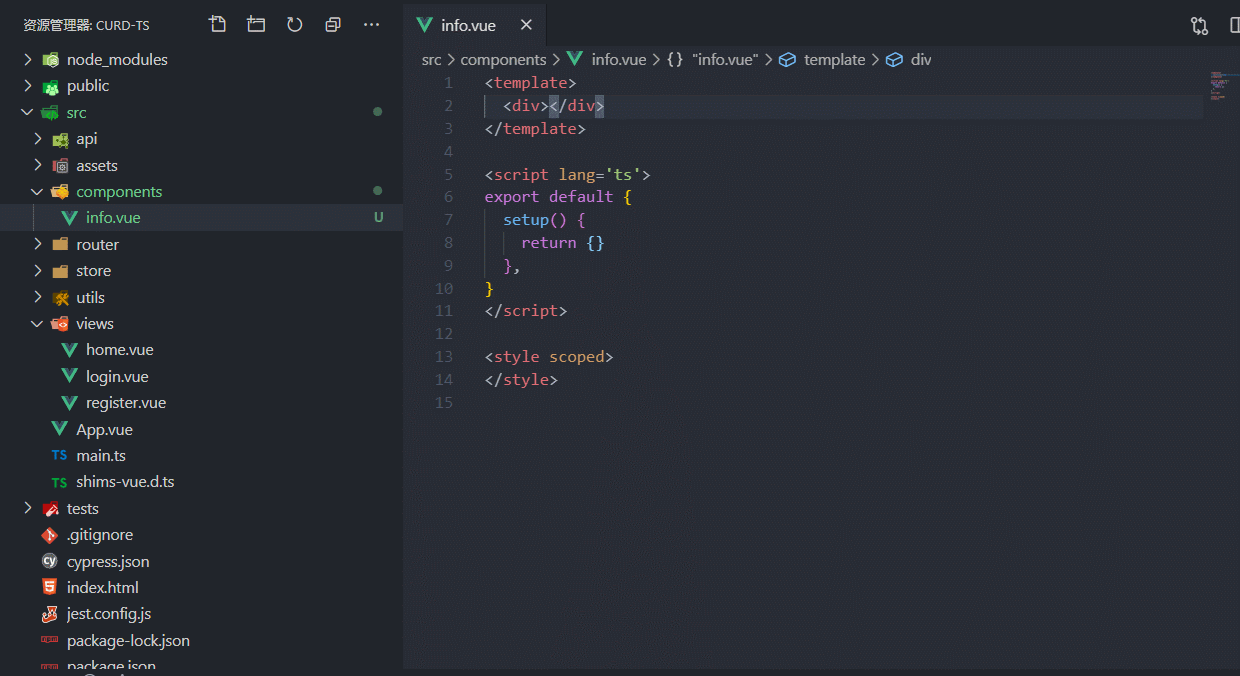 资源管理器: CURD-TS
node_modules
public
src
api
assets
components
info.vue U
router
store
utils
views
home.vue
login.vue
register.vue
App.vue
TS main.ts
TS shims-vue.d.ts
tests
.gitignore
cypress.json
index.html
jest.config.js
package-lock.json
package.json
info.vue
src > components > info.vue > {} "info.vue" > template > div
1 <template>
2 <div></div>
3 </template>
4
5 <script lang='ts'>
6 export default {
7 setup() {
8 return {}
9 },
10 }
11 </script>
12
13 <style scoped>
14 </style>
15